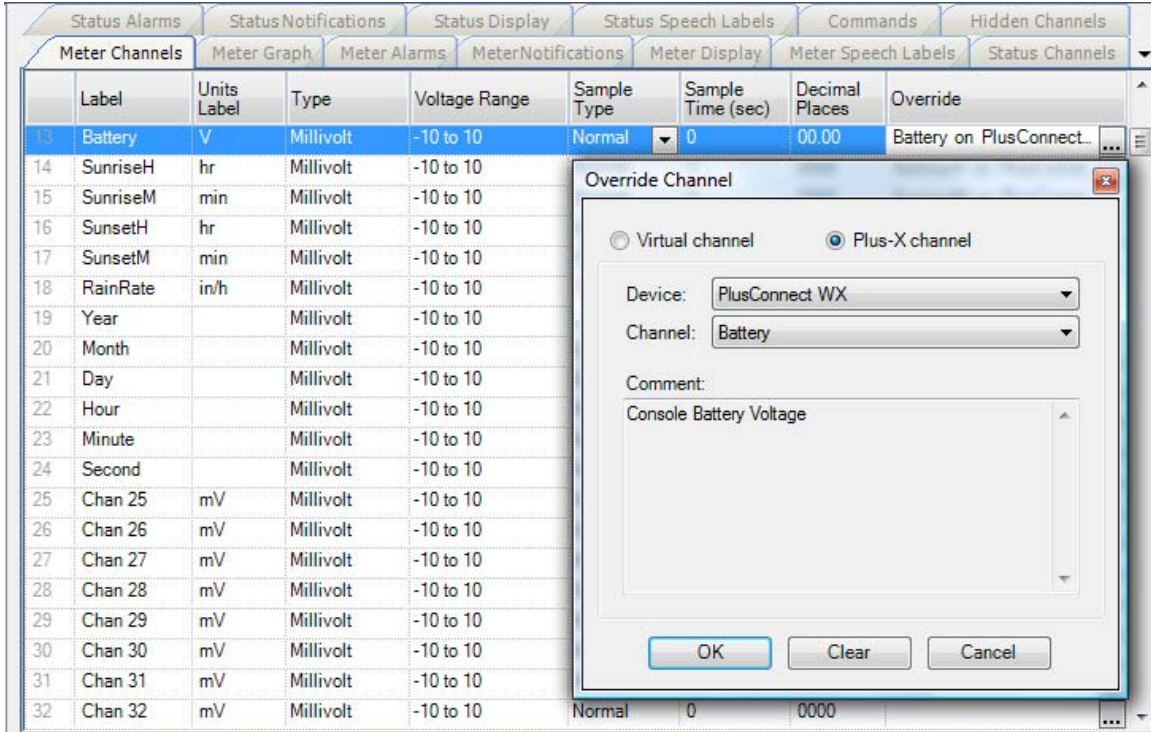 Status Alarms Status Notifications Status Display Status Speech Labels Commands Hidden Channels
Meter Channels Meter Graph Meter Alarms MeterNotifications Meter Display Meter Speech Labels Status Channels
Label Units Label Type Voltage Range Sample Type Sample Time (sec) Decimal Places Override
13 Battery V Millivolt -10 to 10 Normal 0 00.00 Battery on PlusConnect... ...
14 SunriseH hr Millivolt -10 to 10
15 SunriseM min Millivolt -10 to 10
16 SunsetH hr Millivolt -10 to 10
17 SunsetM min Millivolt -10 to 10
18 RainRate in/h Millivolt -10 to 10
19 Year Millivolt -10 to 10
20 Month Millivolt -10 to 10
21 Day Millivolt -10 to 10
22 Hour Millivolt -10 to 10
23 Minute Millivolt -10 to 10
24 Second Millivolt -10 to 10
25 Chan 25 mV Millivolt -10 to 10
26 Chan 26 mV Millivolt -10 to 10
27 Chan 27 mV Millivolt -10 to 10
28 Chan 28 mV Millivolt -10 to 10
29 Chan 29 mV Millivolt -10 to 10
30 Chan 30 mV Millivolt -10 to 10
31 Chan 31 mV Millivolt -10 to 10
32 Chan 32 mV Millivolt -10 to 10 Normal 0 0000 ...
Override Channel
Virtual channel Plus-X channel
Device: PlusConnect WX
Channel: Battery
Comment:
Console Battery Voltage
OK Clear Cancel